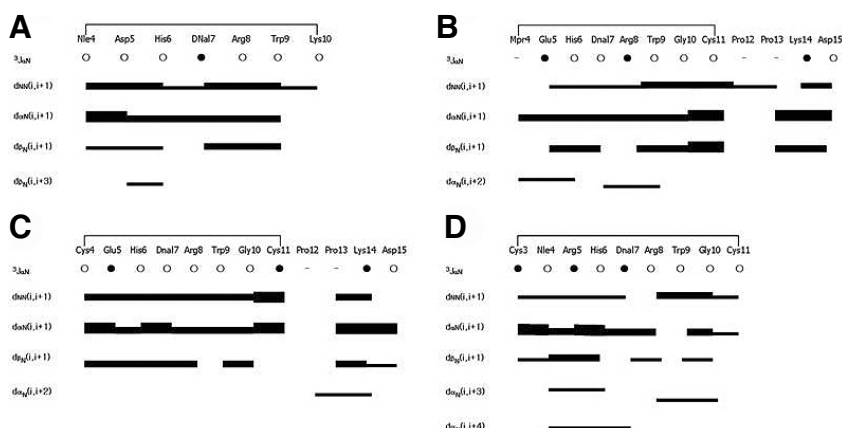 A
Nle4 Asp5 His6 DNal7 Arg8 Trp9 Lys10
³JαN
dNN(i,i+1)
dαN(i,i+1)
dβN(i,i+1)
dβN(i,i+3)
B
Mpr4 Glu5 His6 Dnal7 Arg8 Trp9 Gly10 Cys11 Pro12 Pro13 Lys14 Asp15
³JαN - - -
dNN(i,i+1)
dαN(i,i+1)
dβN(i,i+1)
dαN(i,i+2)
C
Cys4 Glu5 His6 Dnal7 Arg8 Trp9 Gly10 Cys11 Pro12 Pro13 Lys14 Asp15
³JαN - -
dNN(i,i+1)
dαN(i,i+1)
dβN(i,i+1)
dαN(i,i+2)
D
Cys3 Nle4 Arg5 His6 Dnal7 Arg8 Trp9 Gly10 Cys11
³JαN
dNN(i,i+1)
dαN(i,i+1)
dβN(i,i+1)
dαN(i,i+3)
dαN(i,i+4)